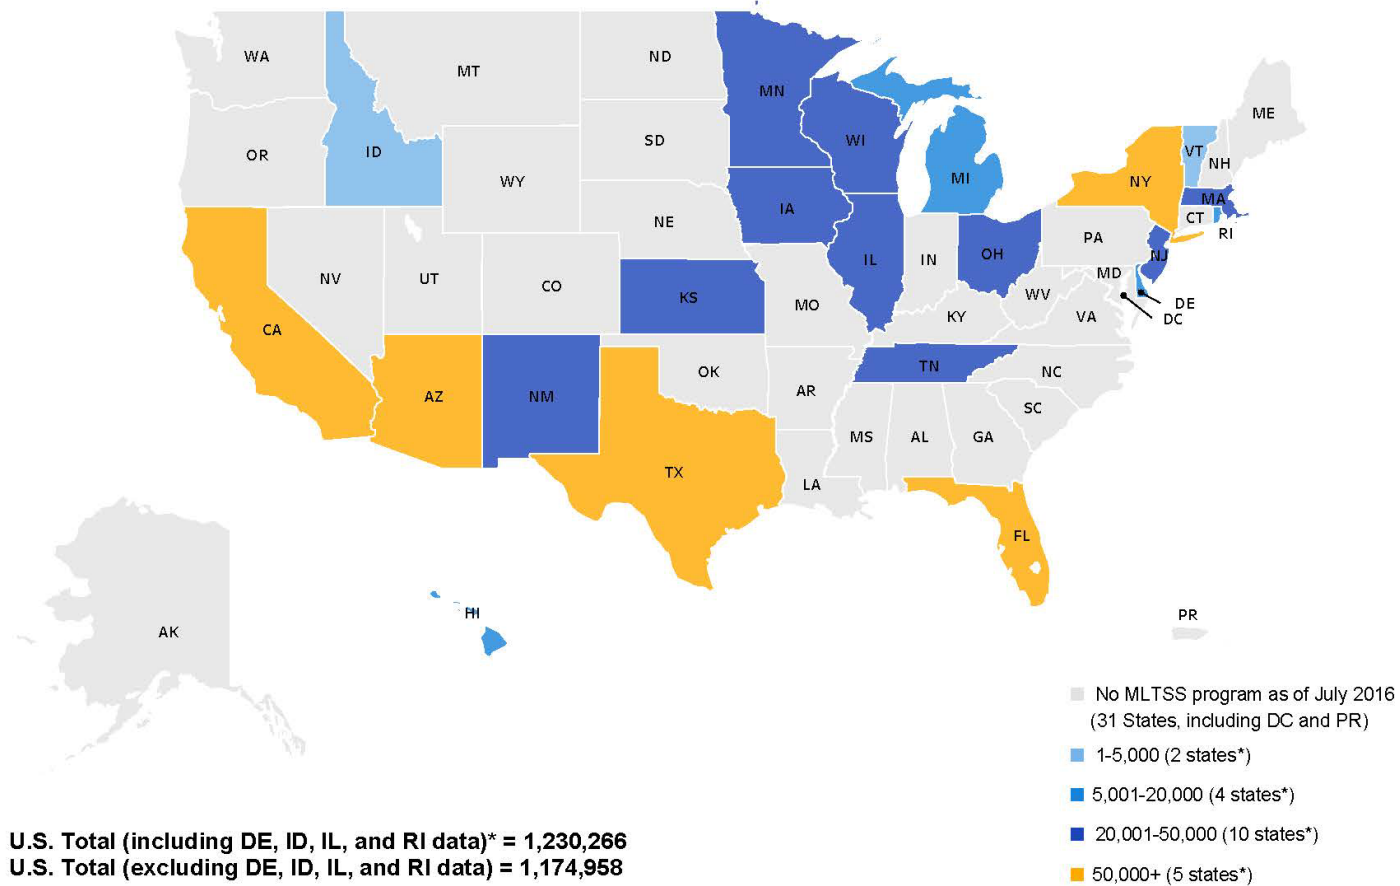 WA
MT
ND
MN
ME
OR
ID
SD
WI
VT
NH
WY
MI
NY
MA
NE
IA
CT
RI
NV
UT
CO
IL
IN
OH
PA
NJ
MD
KS
MO
WV
DE
DC
CA
KY
VA
AZ
NM
OK
AR
TN
NC
SC
MS
AL
GA
TX
LA
FL
AK
HI
PR
No MLTSS program as of July 2016
(31 States, including DC and PR)
1-5,000 (2 states*)
5,001-20,000 (4 states*)
20,001-50,000 (10 states*)
50,000+ (5 states*)
U.S. Total (including DE, ID, IL, and RI data)* = 1,230,266
U.S. Total (excluding DE, ID, IL, and RI data) = 1,174,958